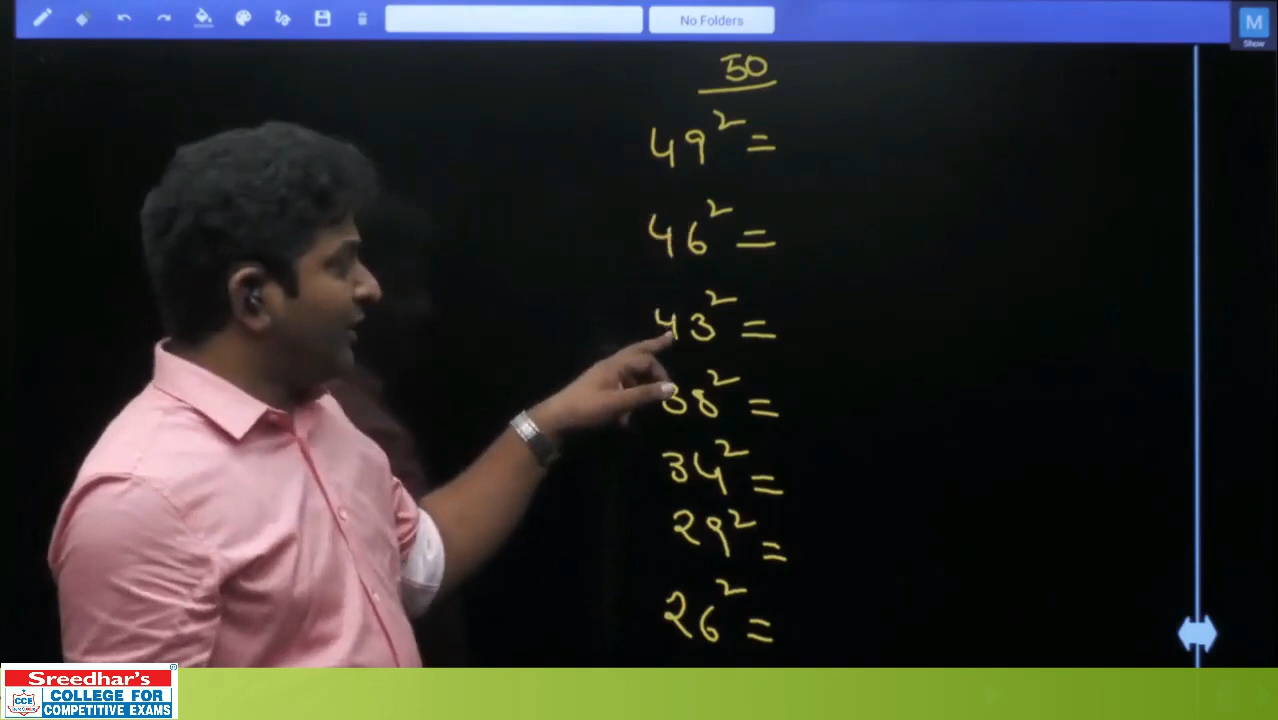 No Folders
M
Show
50
49² =
46² =
43² =
38² =
34² =
29² =
26² =
Sreedhar's
CCE
COLLEGE FOR
COMPETITIVE EXAMS